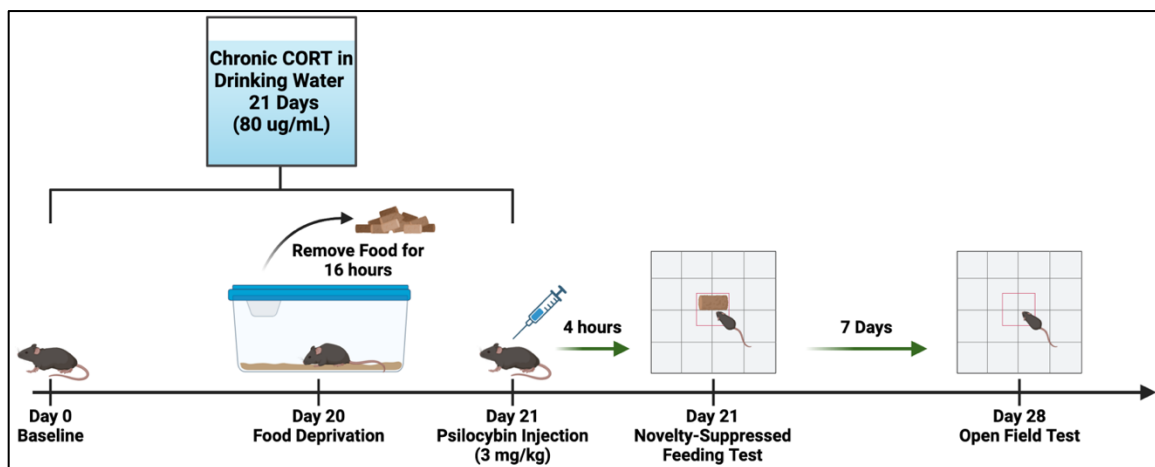 Chronic CORT in
Drinking Water
21 Days
(80 ug/mL)
Remove Food for
16 hours
4 hours
7 Days
Day 0
Baseline
Day 20
Food Deprivation
Day 21
Psilocybin Injection
(3 mg/kg)
Day 21
Novelty-Suppressed
Feeding Test
Day 28
Open Field Test